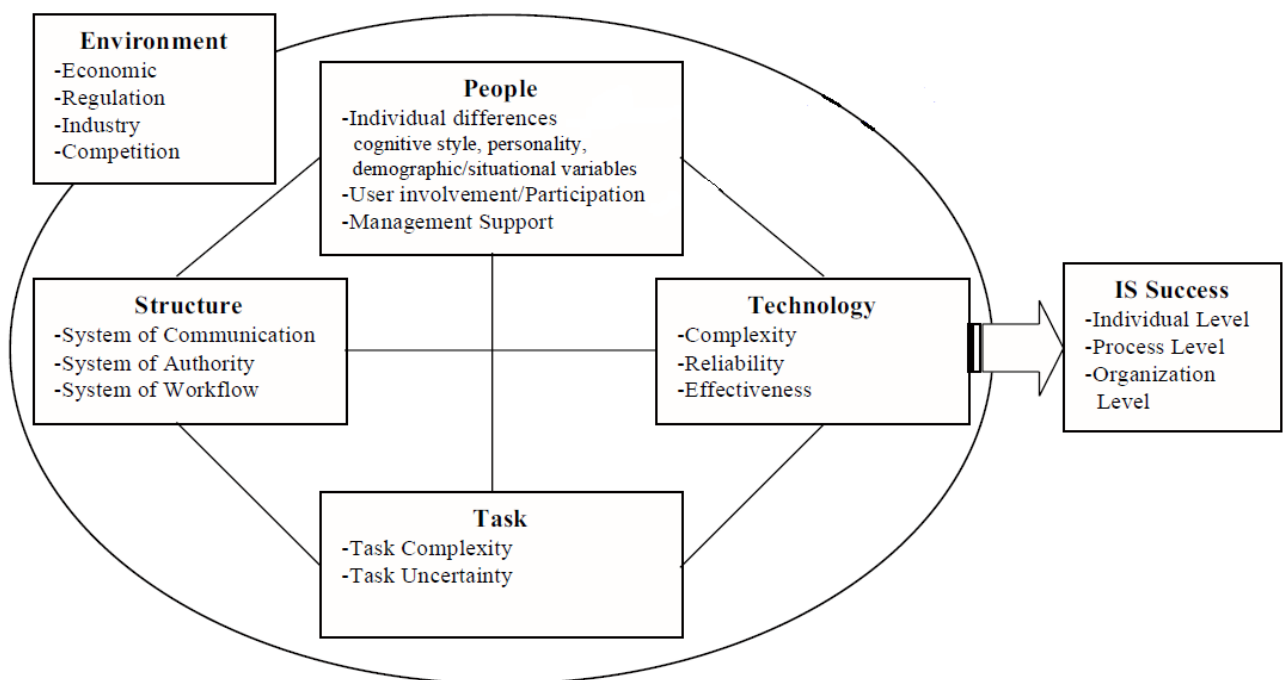 Environment
-Economic
-Regulation
-Industry
-Competition
People
-Individual differences
cognitive style, personality,
demographic/situational variables
-User involvement/Participation
-Management Support
Structure
-System of Communication
-System of Authority
-System of Workflow
Technology
-Complexity
-Reliability
-Effectiveness
IS Success
-Individual Level
-Process Level
-Organization
Level
Task
-Task Complexity
-Task Uncertainty